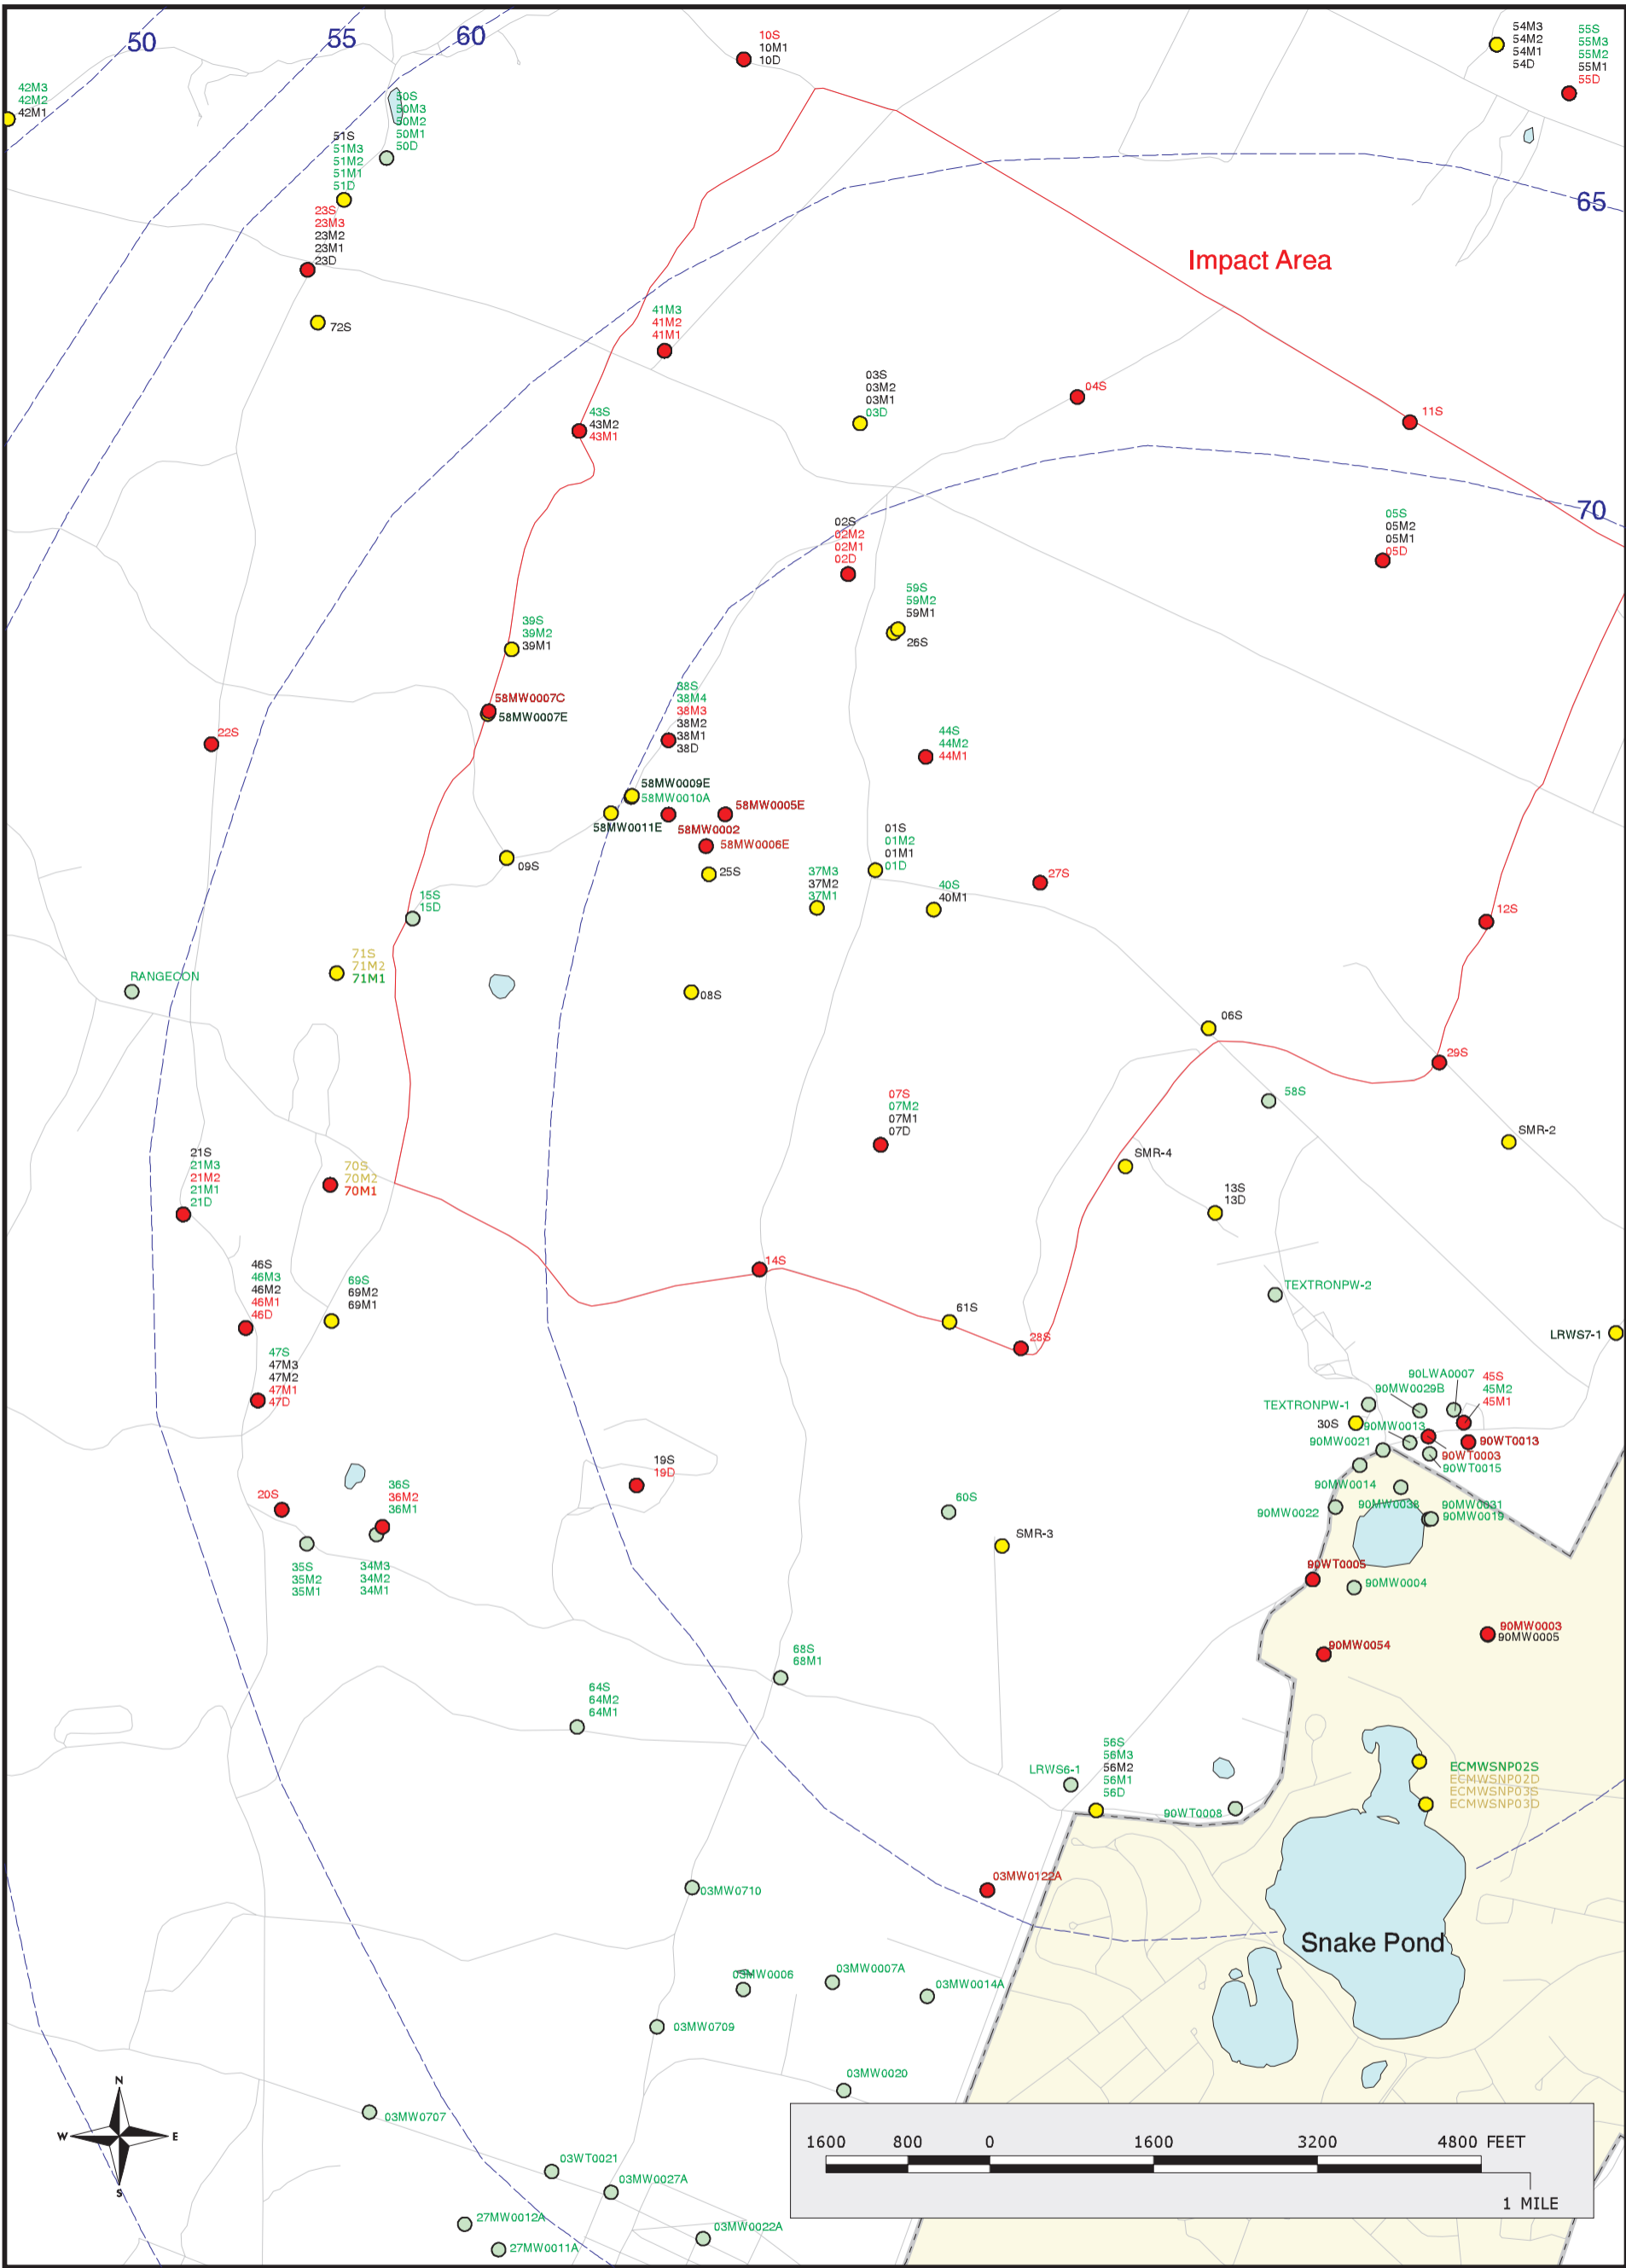 50
55
60
10S
10M1
10D
54M3
54M2
54M1
54D
55S
55M3
55M2
55M1
55D
42M3
42M2
42M1
50S
50M3
50M2
50M1
50D
51S
51M3
51M2
51M1
51D
65
23S
23M3
23M2
23M1
23D
Impact Area
72S
41M3
41M2
41M1
03S
03M2
03M1
03D
04S
11S
43S
43M2
43M1
70
02S
02M2
02M1
02D
05S
05M2
05M1
05D
59S
59M2
59M1
26S
39S
39M2
39M1
58MW0007C
58MW0007E
38S
38M4
38M3
38M2
38M1
38D
22S
44S
44M2
44M1
58MW0009E
58MW0010A
58MW0011E
58MW0002
58MW0005E
58MW0006E
01S
01M2
01M1
01D
09S
25S
37M3
37M2
37M1
40S
40M1
27S
12S
15S
15D
71S
71M2
71M1
RANGECON
08S
06S
29S
58S
07S
07M2
07M1
07D
SMR-2
SMR-4
21S
21M3
21M2
21M1
21D
70S
70M2
70M1
13S
13D
14S
46S
46M3
46M2
46M1
46D
69S
69M2
69M1
TEXTRONPW-2
61S
28S
LRWS7-1
47S
47M3
47M2
47M1
47D
90LWA0007
90MW0029B
45S
45M2
45M1
TEXTRONPW-1
30S
90MW0013
90MW0021
90WT0013
90WT0003
90WT0015
19S
19D
20S
36S
36M2
36M1
60S
90MW0014
90MW0022
90MW0038
90MW0031
90MW0019
SMR-3
35S
35M2
35M1
34M3
34M2
34M1
90WT0005
90MW0004
90MW0003
90MW0005
90MW0054
68S
68M1
64S
64M2
64M1
56S
56M3
56M2
56M1
56D
LRWS6-1
90WT0008
ECMWSNP02S
ECMWSNP02D
ECMWSNP03S
ECMWSNP03D
03MW0122A
03MW0710
Snake Pond
03MW0006
03MW0007A
03MW0014A
03MW0709
03MW0020
03MW0707
N
W
E
S
1600
800
0
1600
3200
4800 FEET
1 MILE
03WT0021
03MW0027A
27MW0012A
03MW0022A
27MW0011A